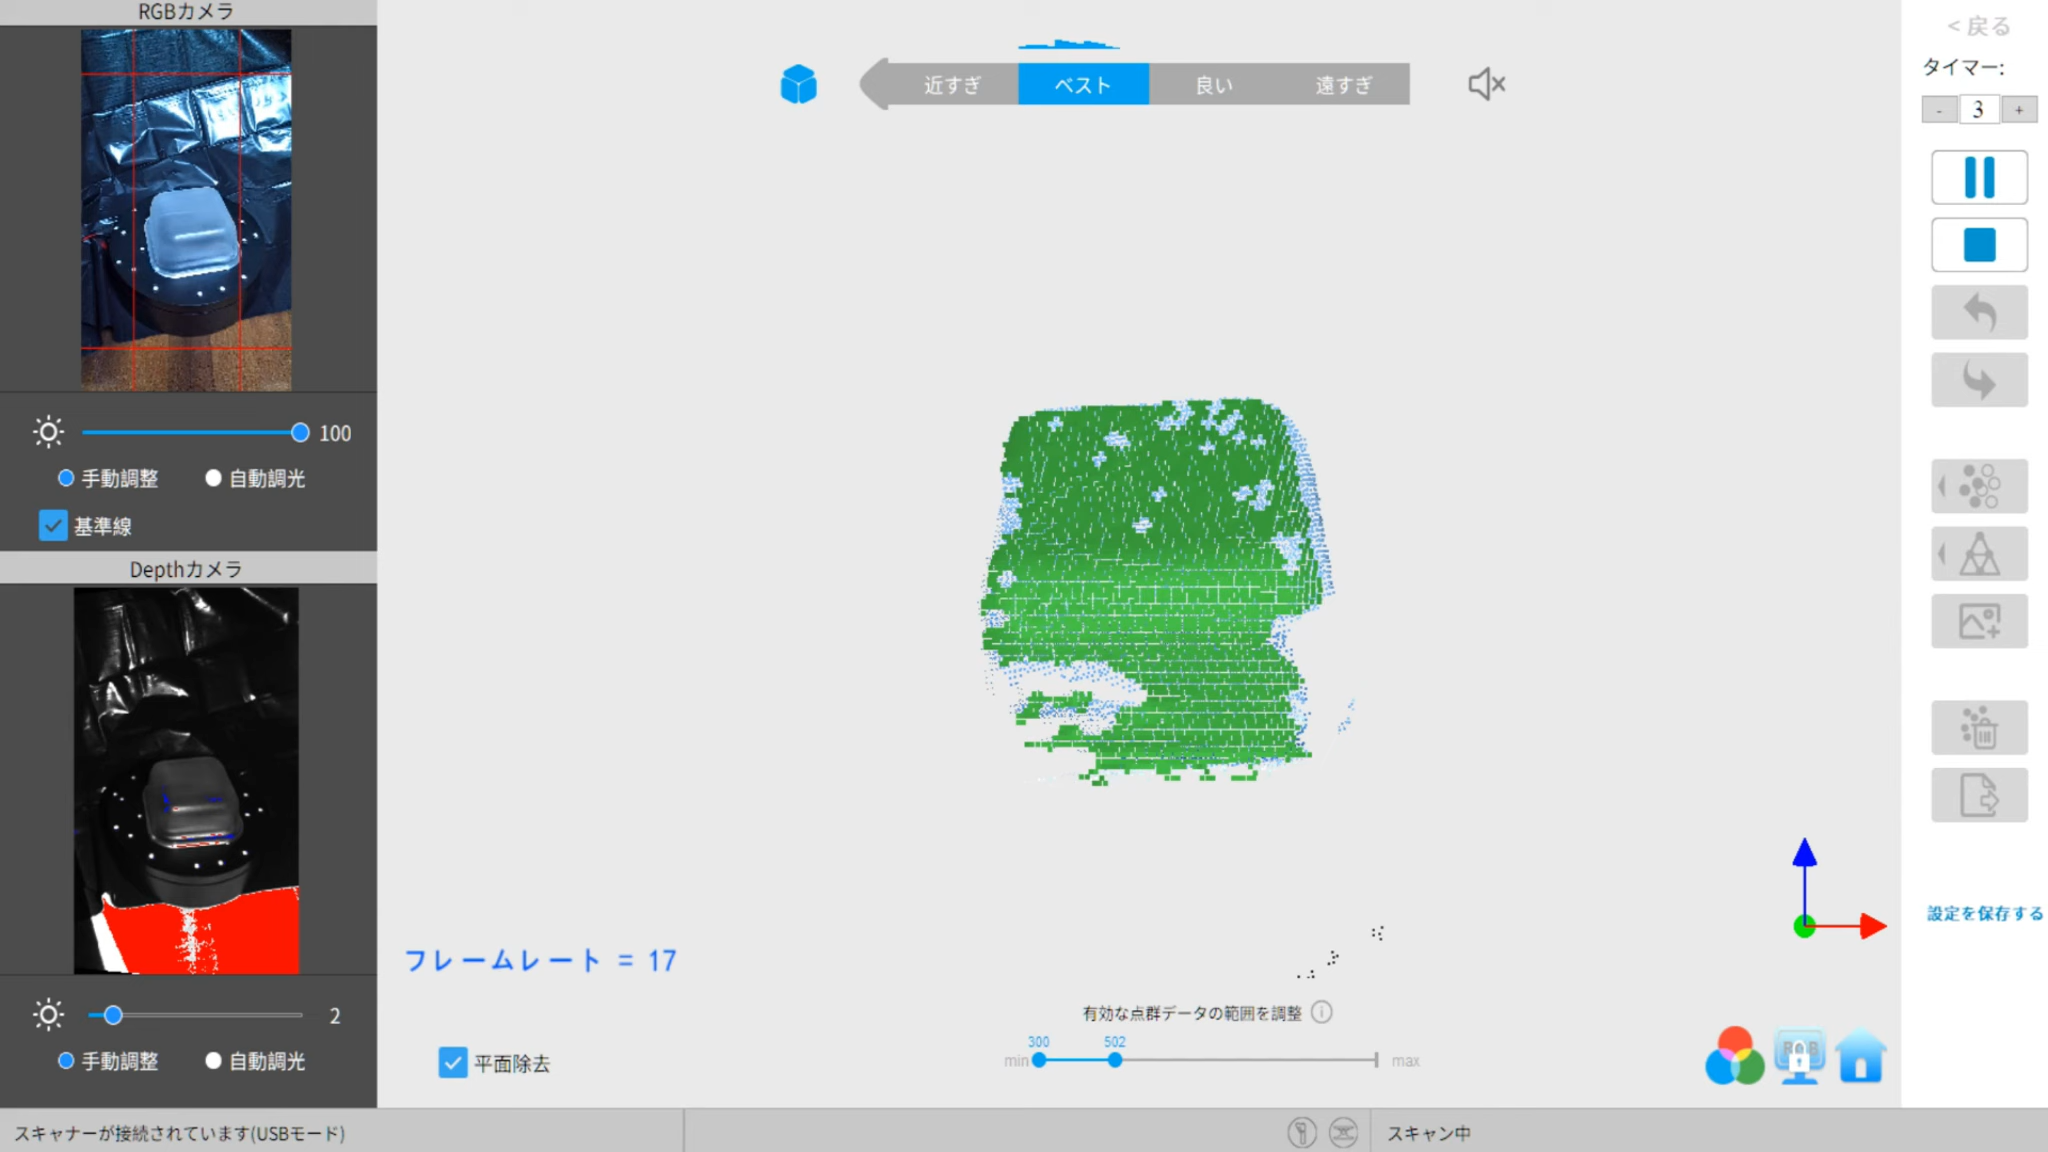 RGBカメラ
100
手動調整
自動調光
基準線
Depthカメラ
2
手動調整
自動調光
スキャナーが接続されています(USBモード)
近すぎ
ベスト
良い
遠すぎ
フレームレート = 17
平面除去
有効な点群データの範囲を調整
300
502
min
max
RGB
スキャン中
< 戻る
タイマー:
- 3 +
設定を保存する